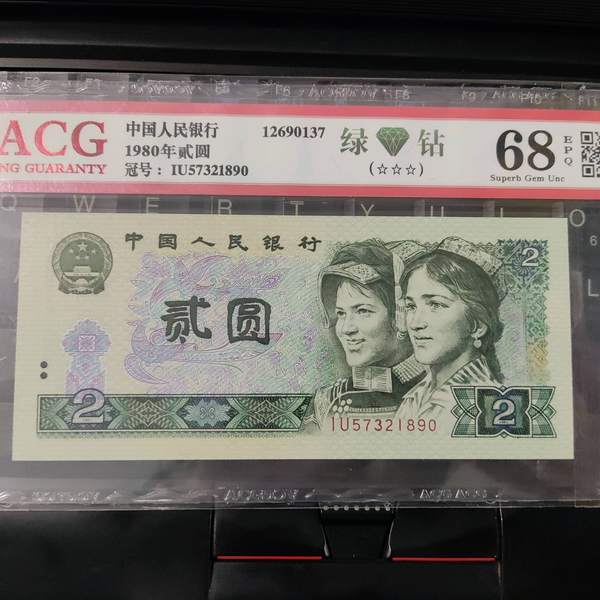 ACG
NG GUARANTY
中国人民银行
12690137
1980年贰圆
冠号：IU57321890
绿 钻
(☆☆☆)
68
EPQ
Superb Gem Unc
Q W E R T Y U L O
中国人民银行
贰圆
2
2
2
IU57321890
ACG ACG